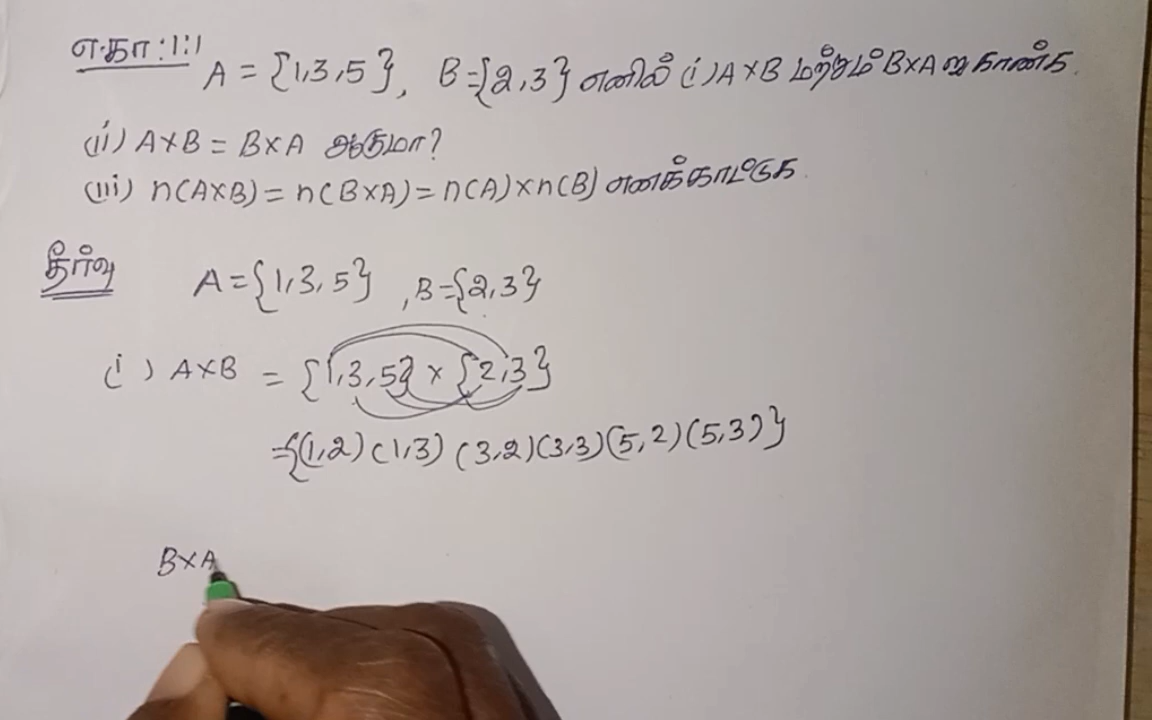 எ.தா:1.1
A = {1,3,5}, B={2,3} எனில் (i) A×B மற்றும் B×A ஐ காண்க.
(ii) A×B = B×A ஆகுமா?
(iii) n(A×B) = n(B×A) = n(A)×n(B) எனக்காட்டுக.
தீர்வு
A={1,3,5} , B={2,3}
(i) A×B = {1,3,5} × {2,3}
={(1,2) (1,3) (3,2)(3,3)(5,2)(5,3)}
B×A